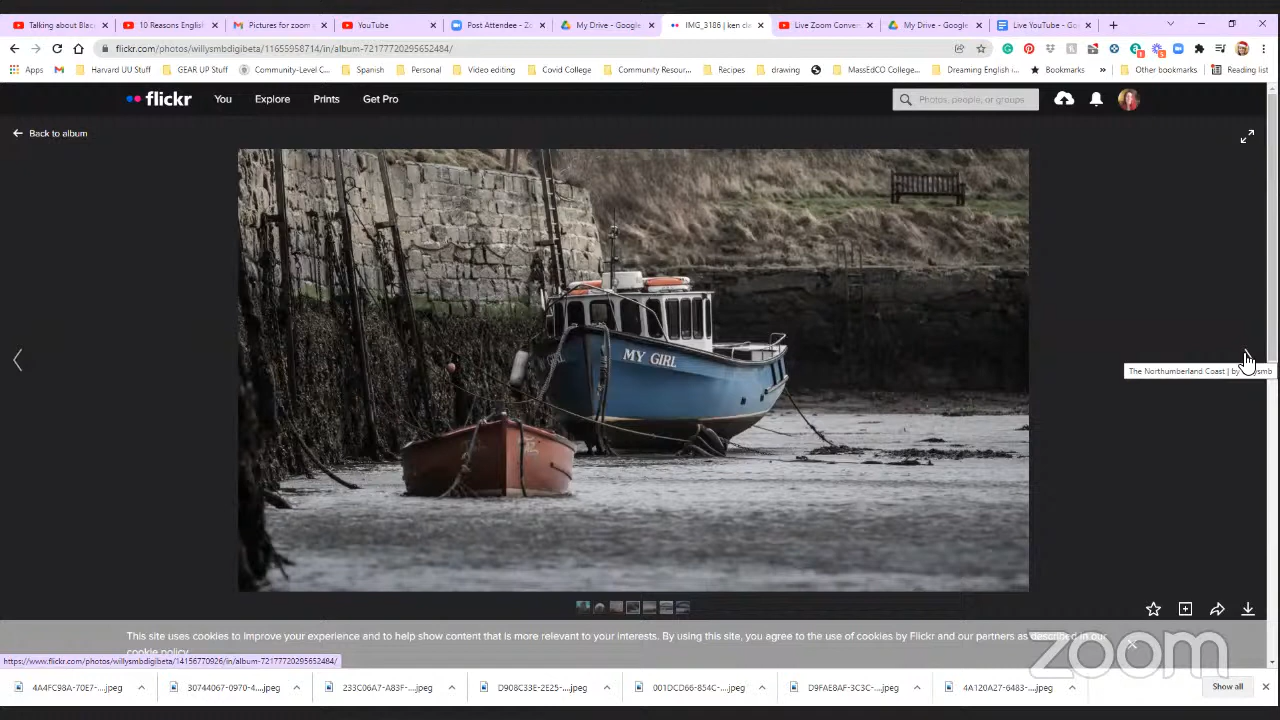 Talking about Blac
10 Reasons English
Pictures for zoom
YouTube
Post Attendee - Zo
My Drive - Google
IMG_3186 | ken cla
Live Zoom Conver
My Drive - Google
Live YouTube - Go
flickr.com/photos/willysmbdigibeta/11655958714/in/album-72177720295652484/
Apps
Harvard UU Stuff
GEAR UP Stuff
Community-Level C...
Spanish
Personal
Video editing
Covid College
Community Resour...
Recipes
drawing
MassEdCO College...
Dreaming English i...
Bookmarks
»
Other bookmarks
Reading list
flickr
You
Explore
Prints
Get Pro
Photos, people, or groups
Back to album
MY GIRL
The Northumberland Coast | by
This site uses cookies to improve your experience and to help show content that is more relevant to your interests. By using this site, you agree to the use of cookies by Flickr and our partners as described in our
cookie policy.
zoom
https://www.flickr.com/photos/willysmbdigibeta/14156770926/in/album-72177720295652484/
4A4FC98A-70E7-....jpeg
30744067-0970-4....jpeg
233C06A7-A83F-....jpeg
D908C33E-2E25-....jpeg
001DCD66-854C-....jpeg
D9FAE8AF-3C3C-....jpeg
4A120A27-6483-....jpeg
Show all